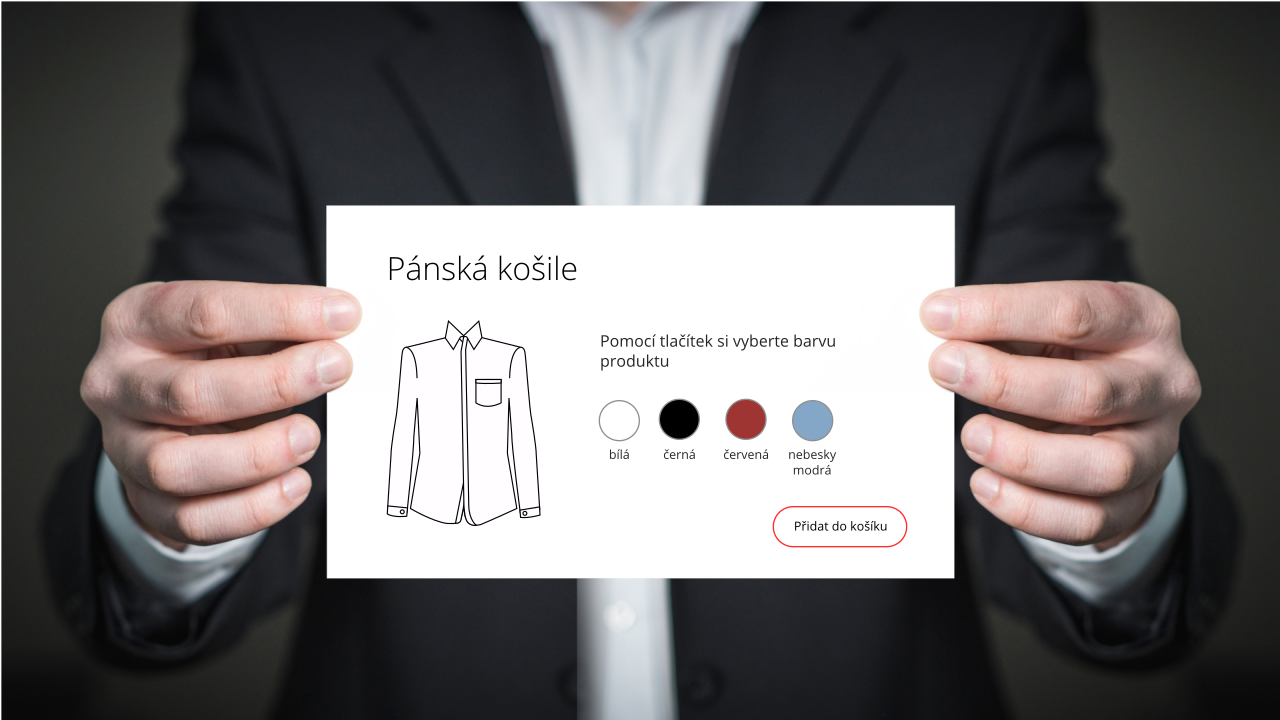 Pánská košile
Pomocí tlačítek si vyberte barvu
produktu
bílá
černá
červená
nebesky
modrá
Přidat do košíku